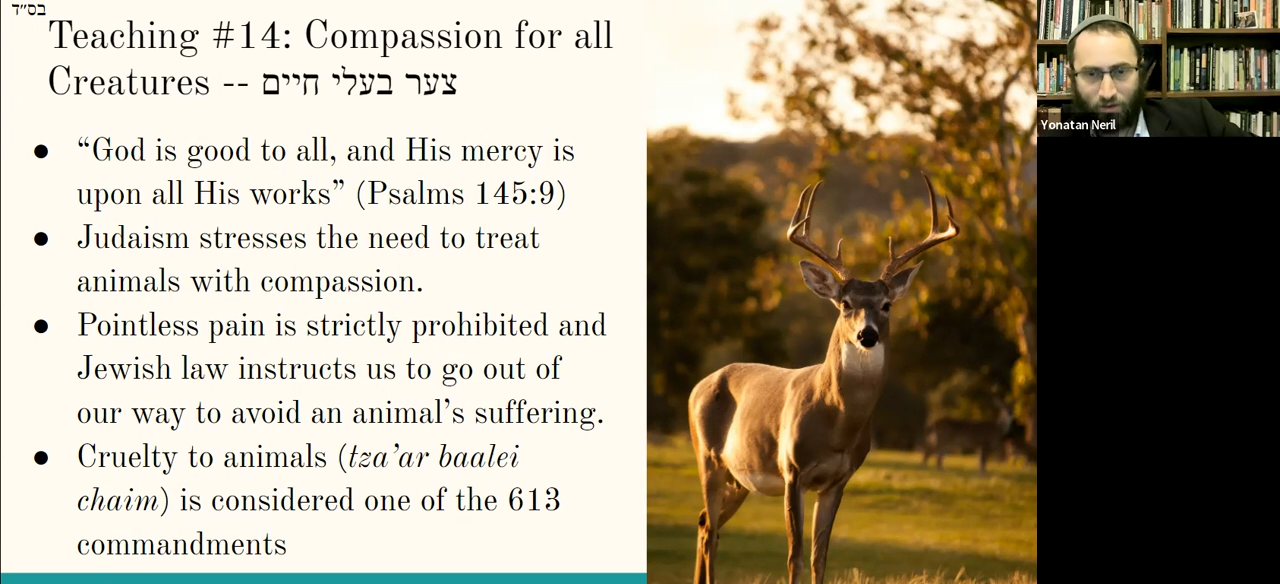 בס״ד
Teaching #14: Compassion for all
Creatures -- צער בעלי חיים
● “God is good to all, and His mercy is
upon all His works” (Psalms 145:9)
● Judaism stresses the need to treat
animals with compassion.
● Pointless pain is strictly prohibited and
Jewish law instructs us to go out of
our way to avoid an animal’s suffering.
● Cruelty to animals (tza’ar baalei
chaim) is considered one of the 613
commandments
Yonatan Neril